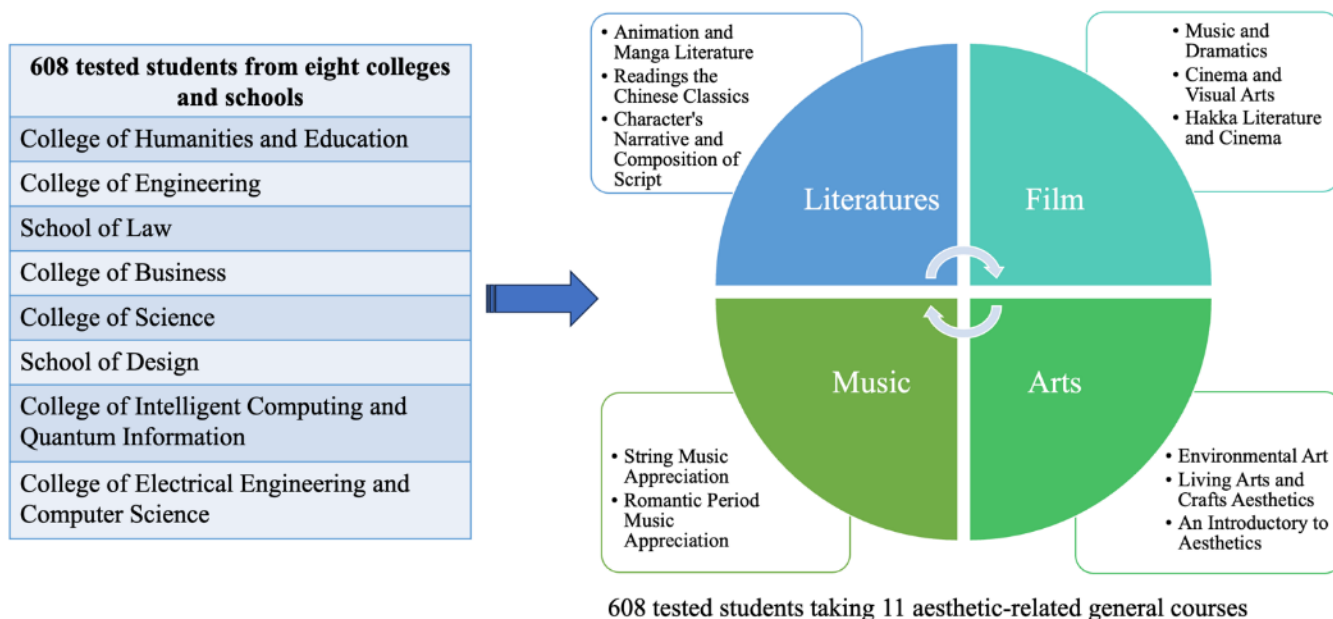 608 tested students from eight colleges
and schools
College of Humanities and Education
College of Engineering
School of Law
College of Business
College of Science
School of Design
College of Intelligent Computing and
Quantum Information
College of Electrical Engineering and
Computer Science
• Animation and
Manga Literature
• Readings the
Chinese Classics
• Character's
Narrative and
Composition of
Script
• Music and
Dramatics
• Cinema and
Visual Arts
• Hakka Literature
and Cinema
Literatures
Film
Music
Arts
• String Music
Appreciation
• Romantic Period
Music
Appreciation
• Environmental Art
• Living Arts and
Crafts Aesthetics
• An Introductory to
Aesthetics
608 tested students taking 11 aesthetic-related general courses